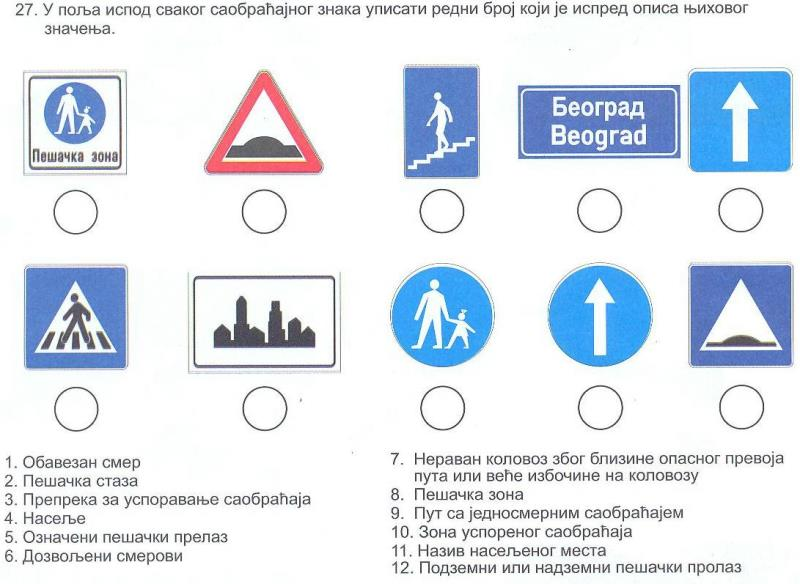 27. У поља испод сваког саобраћајног знака уписати редни број који је испред описа њиховог
значења.
Пешачка зона
Београд
Beograd
1. Обавезан смер
2. Пешачка стаза
3. Препрека за успоравање саобраћаја
4. Насеље
5. Означени пешачки прелаз
6. Дозвољени смерови
7. Нераван коловоз због близине опасног превоја
пута или веће избочине на коловозу
8. Пешачка зона
9. Пут са једносмерним саобраћајем
10. Зона успореног саобраћаја
11. Назив насељеног места
12. Подземни или надземни пешачки пролаз